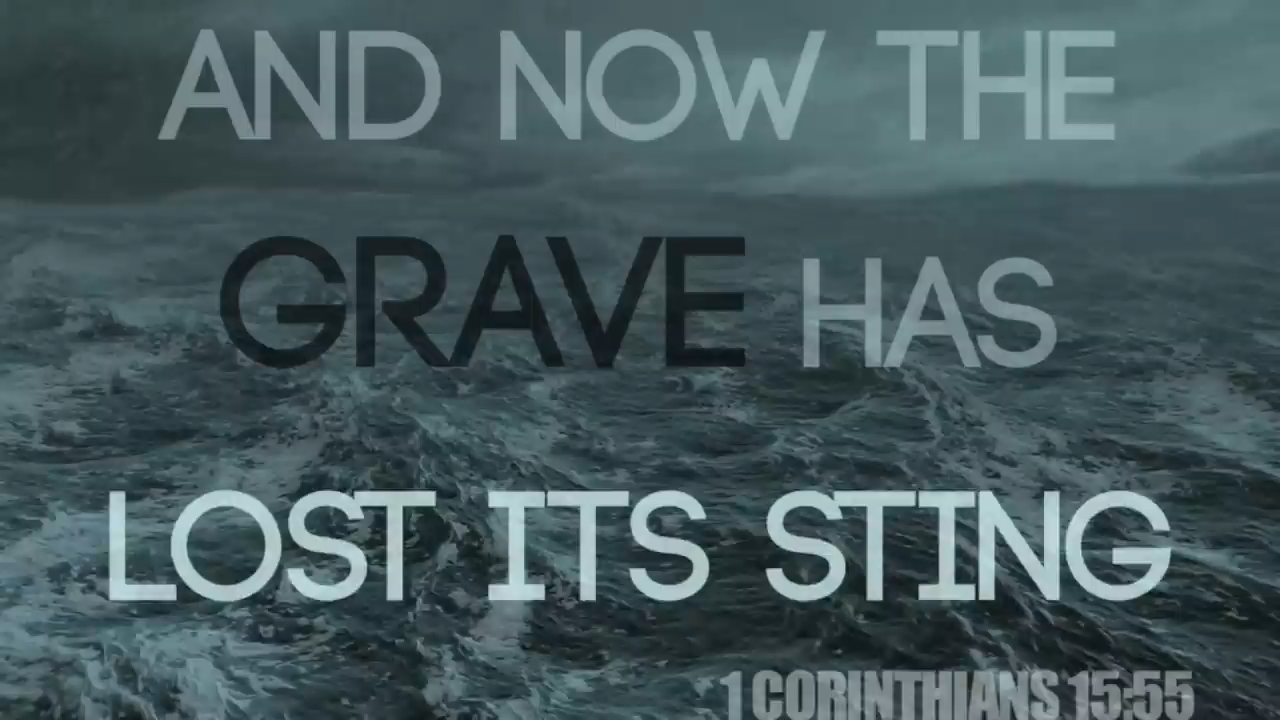 AND NOW THE
GRAVE HAS
LOST ITS STING
1 CORINTHIANS 15:55